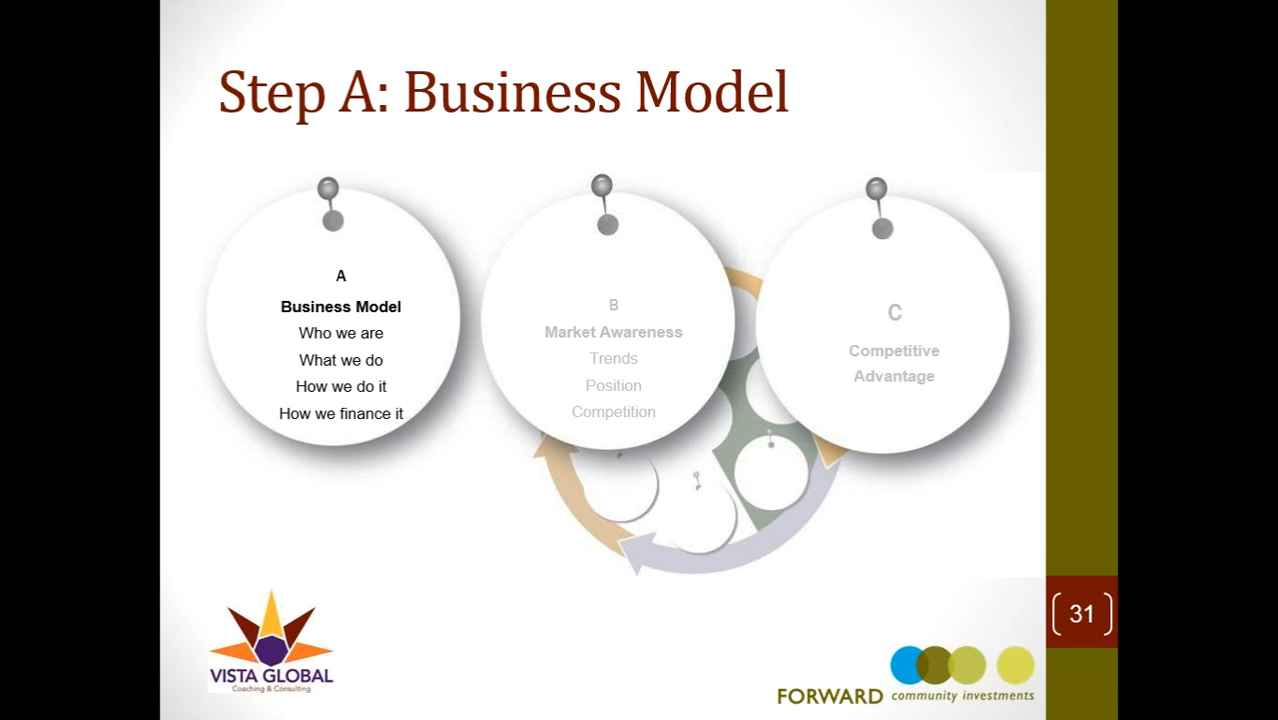 Step A: Business Model
A
Business Model
Who we are
What we do
How we do it
How we finance it
B
Market Awareness
Trends
Position
Competition
C
Competitive
Advantage
31
VISTA GLOBAL
Coaching & Consulting
FORWARD community investments